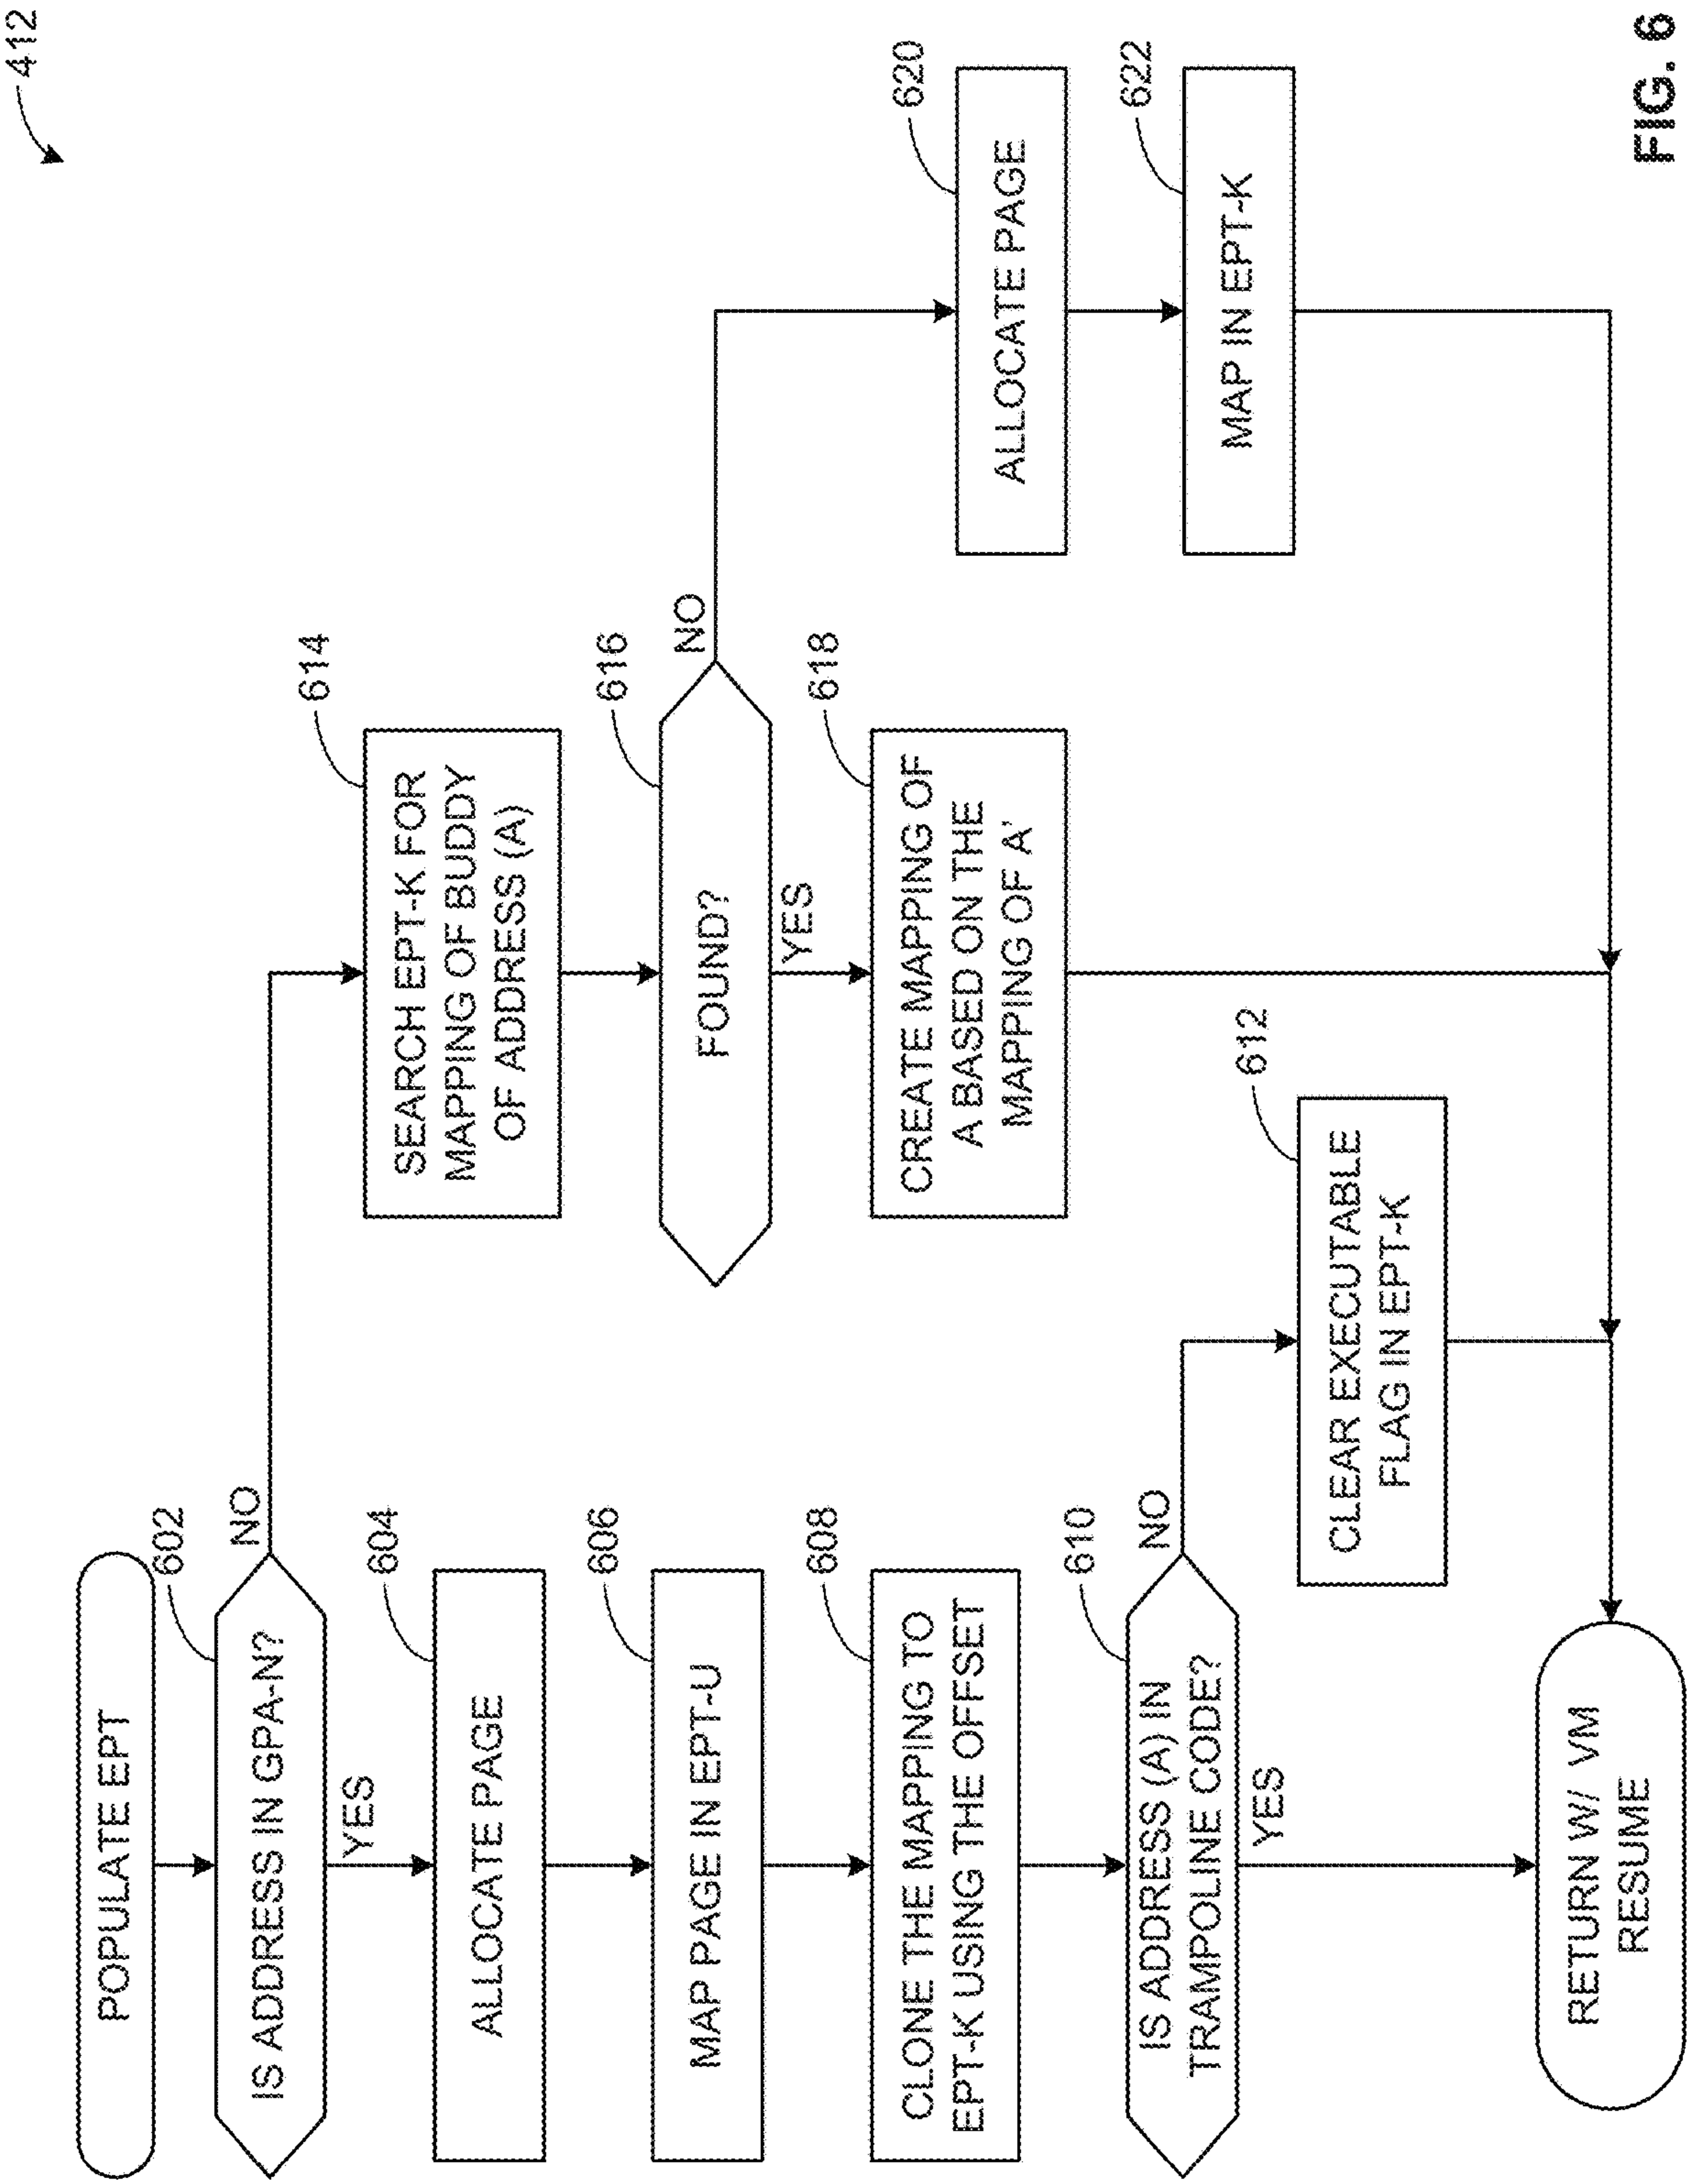 412
POPULATE EPT
602
IS ADDRESS IN GPA-N?
NO
YES
604
ALLOCATE PAGE
606
MAP PAGE IN EPT-U
608
CLONE THE MAPPING TO
EPT-K USING THE OFFSET
610
IS ADDRESS (A) IN
TRAMPOLINE CODE?
NO
YES
612
CLEAR EXECUTABLE
FLAG IN EPT-K
614
SEARCH EPT-K FOR
MAPPING OF BUDDY
OF ADDRESS (A)
616
FOUND?
NO
YES
618
CREATE MAPPING OF
A BASED ON THE
MAPPING OF A'
620
ALLOCATE PAGE
622
MAP IN EPT-K
RETURN W/ VM
RESUME
FIG. 6